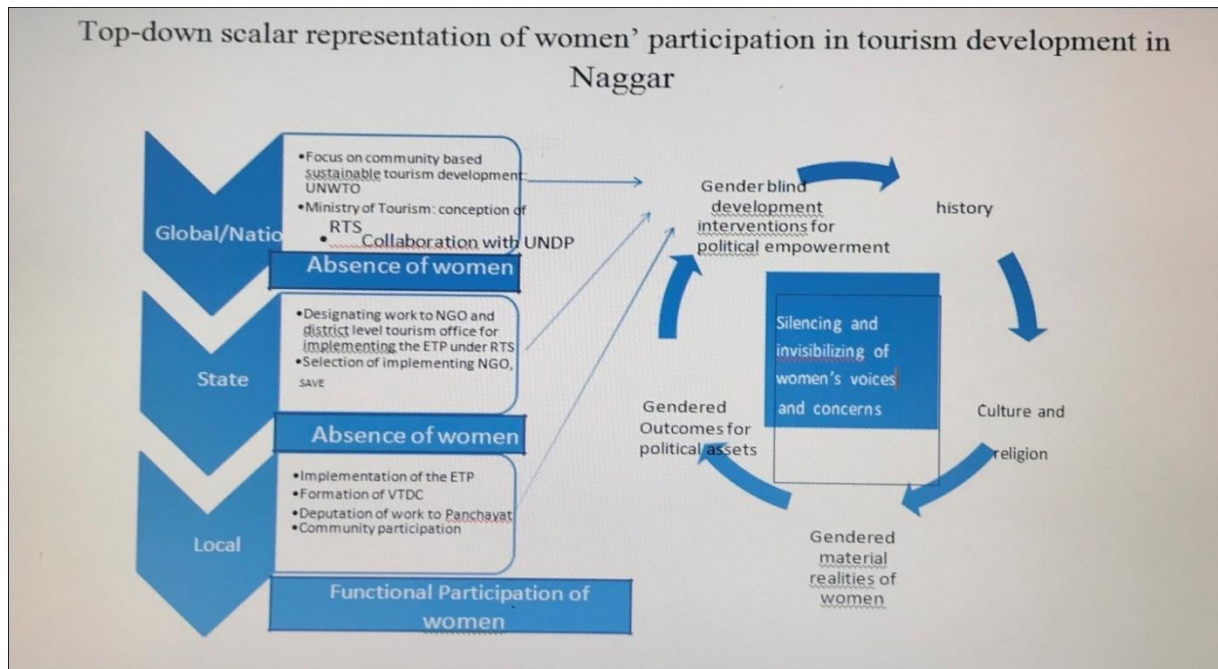 Top-down scalar representation of women’ participation in tourism development in
Naggar
Global/Natio
•Focus on community based
sustainable tourism development:
UNWTO
•Ministry of Tourism: conception of
RTS
• Collaboration with UNDP
Absence of women
State
•Designating work to NGO and
district level tourism office for
implementing the ETP under RTS
•Selection of implementing NGO,
SAVE
Absence of women
Local
•Implementation of the ETP
•Formation of VTDC
•Deputation of work to Panchayat
•Community participation
Functional Participation of
women
Gender blind
development
interventions for
political empowerment
history
Culture and
religion
Gendered
material
realities of
women
Gendered
Outcomes for
political assets
Silencing and
invisibilizing of
women’s voices
and concerns